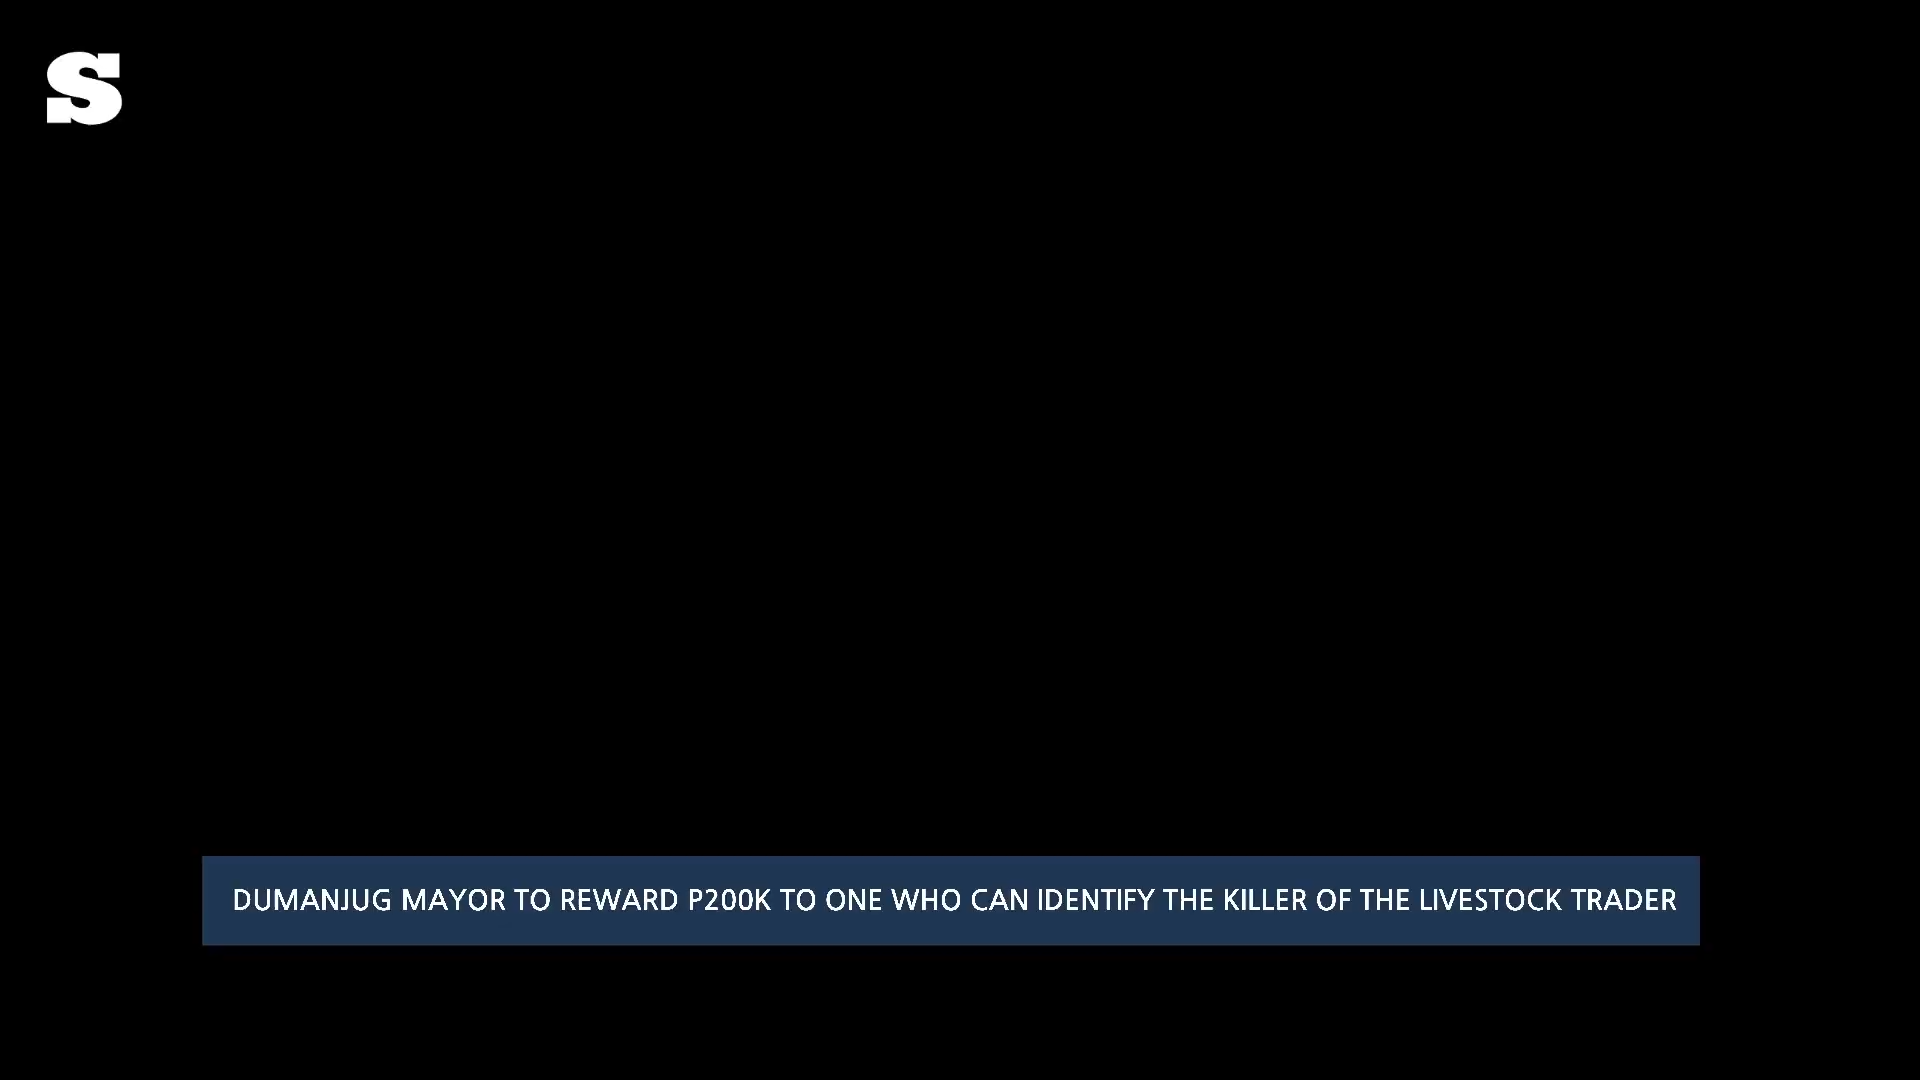 S
DUMANJUG MAYOR TO REWARD P200K TO ONE WHO CAN IDENTIFY THE KILLER OF THE LIVESTOCK TRADER